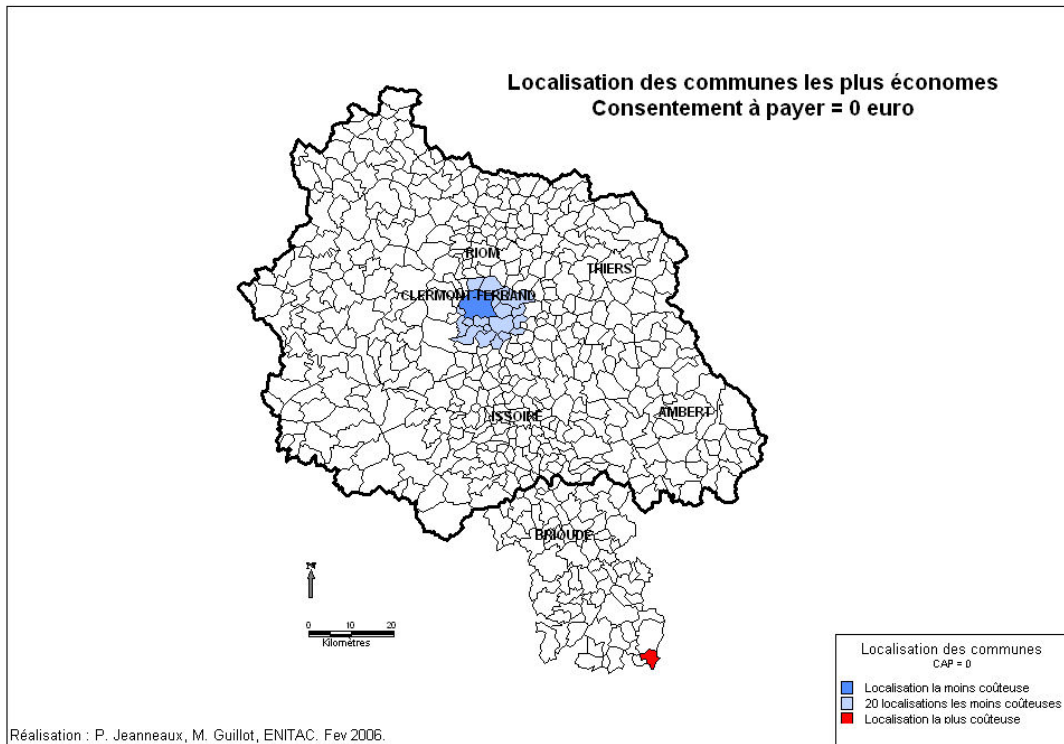 Localisation des communes les plus économes
Consentement à payer = 0 euro
RIOM
THIERS
CLERMONT-FERRAND
ISSOIRE
AMBERT
BRIOUDE
N
0 10 20
Kilomètres
Localisation des communes
CAP = 0
Localisation la moins coûteuse
20 localisations les moins coûteuses
Localisation la plus coûteuse
Réalisation : P. Jeanneaux, M. Guillot, ENITAC. Fev 2006.